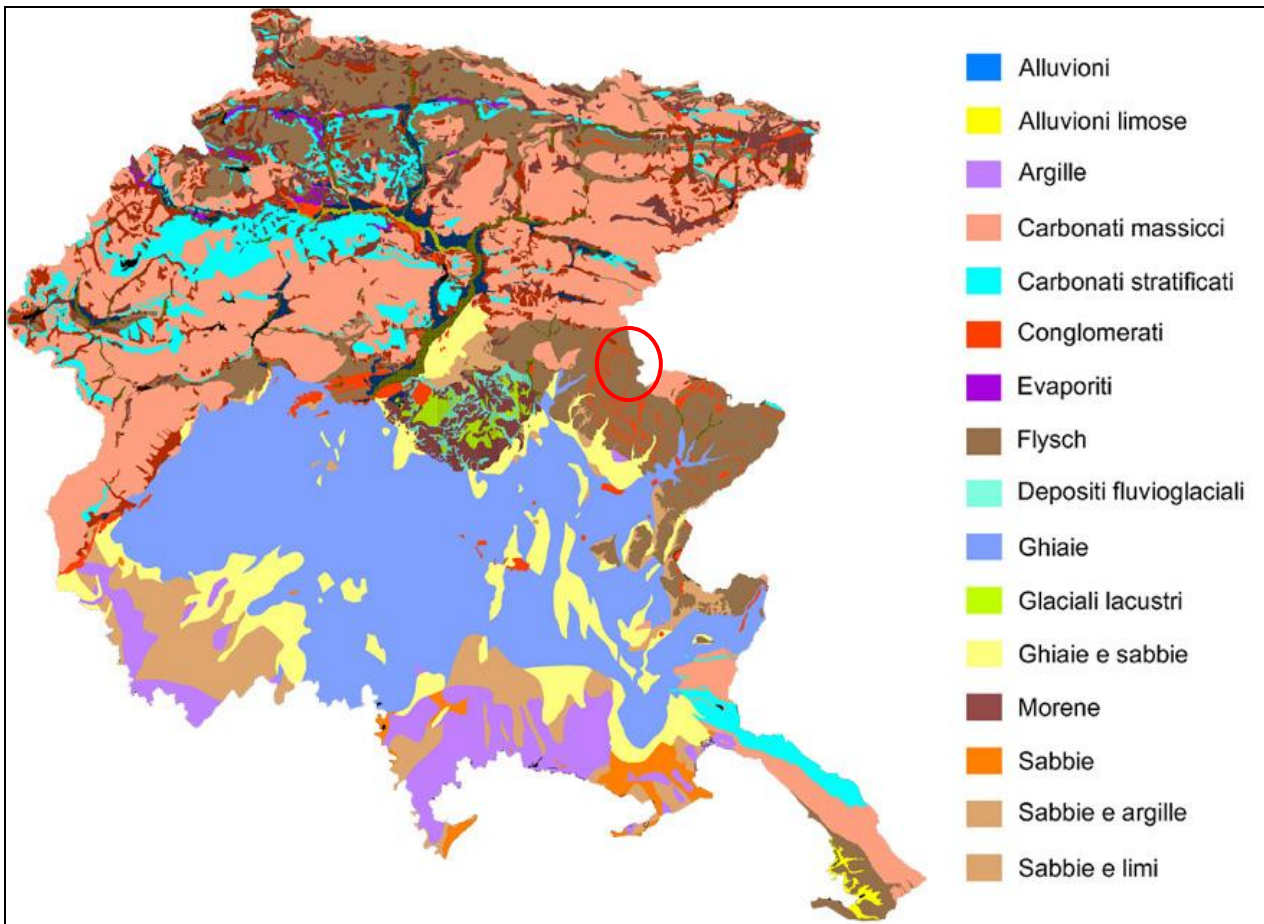 Alluvioni
Alluvioni limose
Argille
Carbonati massicci
Carbonati stratificati
Conglomerati
Evaporiti
Flysch
Depositi fluvioglaciali
Ghiaie
Glaciali lacustri
Ghiaie e sabbie
Morene
Sabbie
Sabbie e argille
Sabbie e limi